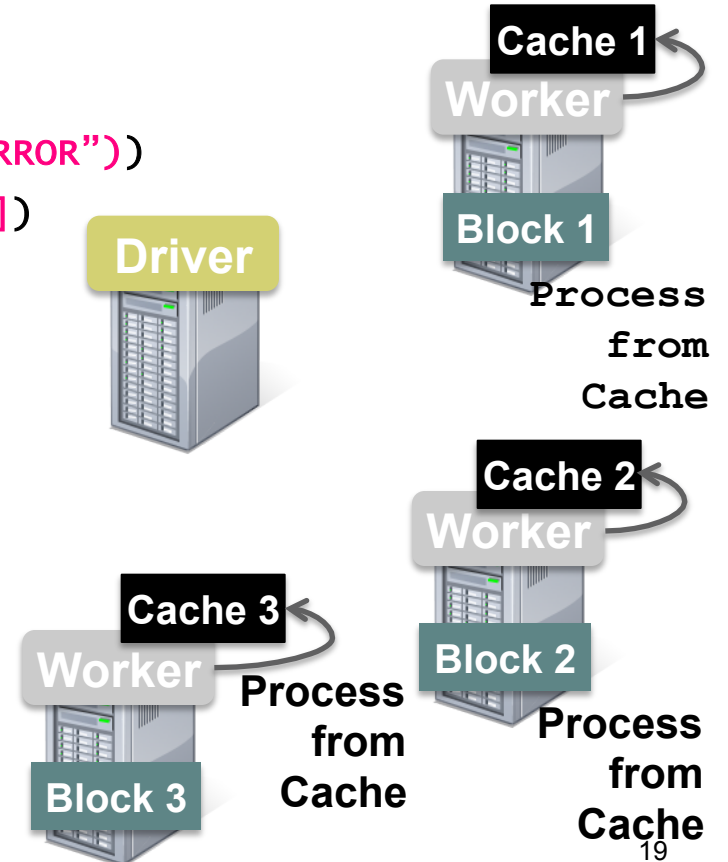 Cache 1
Worker
RROR”))
])
Block 1
Driver
Process
from
Cache
Cache 2
Worker
Cache 3
Block 2
Worker
Process
from
Cache
Process
from
Cache
Block 3
19